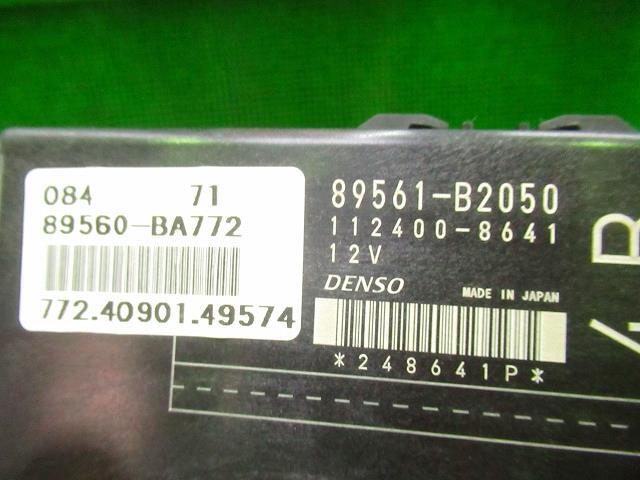 084 71
89560-BA772
772.40901.49574
89561-B2050
112400-8641
12V
DENSO MADE IN JAPAN
*248641P*
B